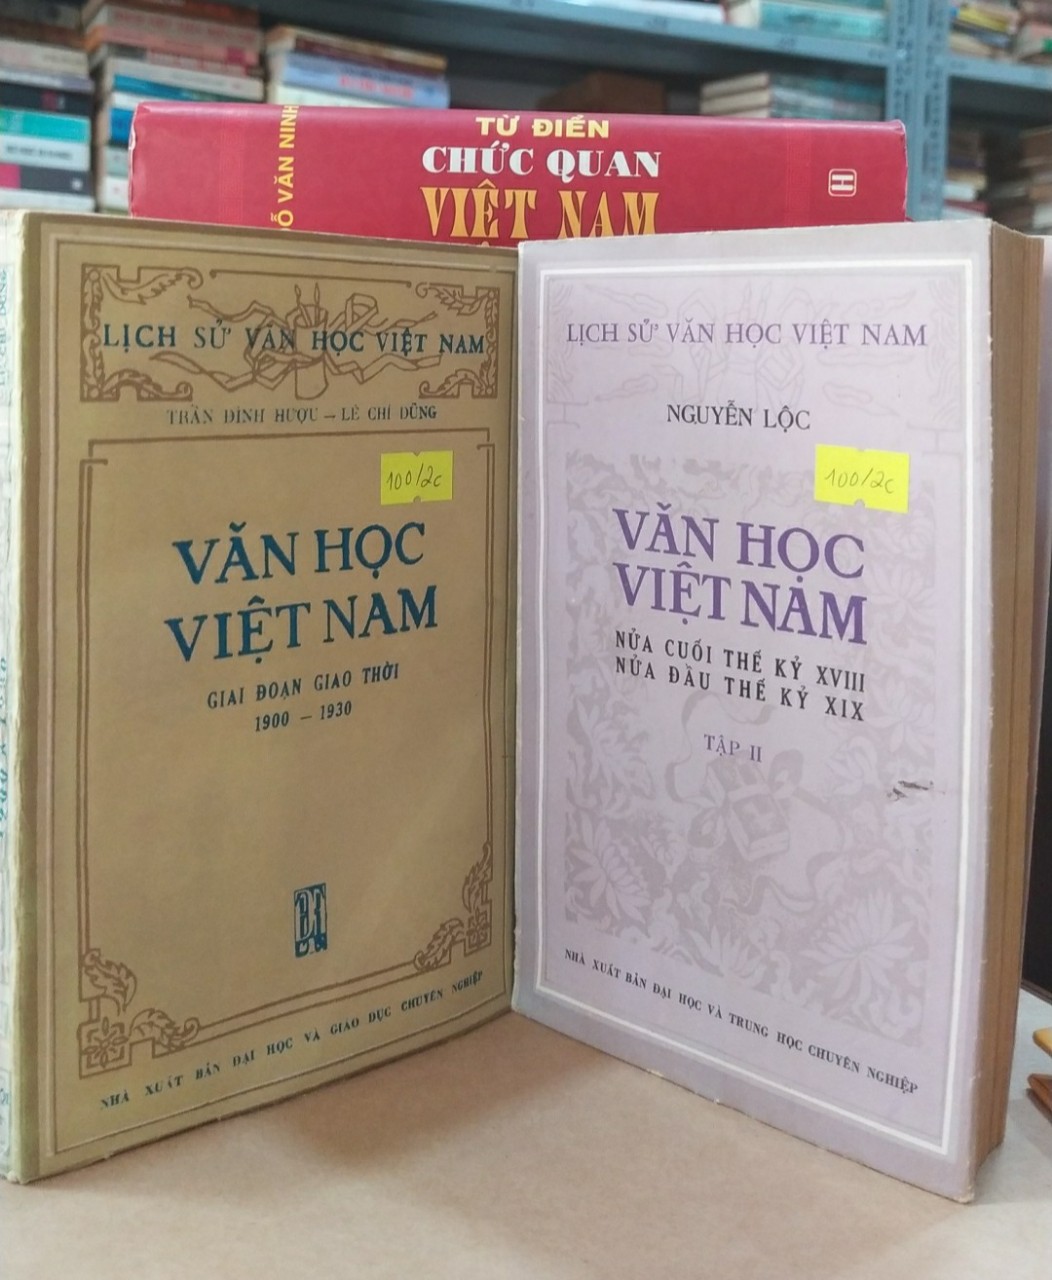 TỪ ĐIỂN
CHỨC QUAN
VIỆT NAM
ĐỖ VĂN NINH
H
LỊCH SỬ VĂN HỌC VIỆT NAM
TRẦN ĐÌNH HƯỢU – LÊ CHÍ DŨNG
100/2c
VĂN HỌC
VIỆT NAM
GIAI ĐOẠN GIAO THỜI
1900 – 1930
NHÀ XUẤT BẢN ĐẠI HỌC VÀ GIÁO DỤC CHUYÊN NGHIỆP
LỊCH SỬ VĂN HỌC VIỆT NAM
NGUYỄN LỘC
100/2c
VĂN HỌC
VIỆT NAM
NỬA CUỐI THẾ KỶ XVIII
NỬA ĐẦU THẾ KỶ XIX
TẬP II
NHÀ XUẤT BẢN ĐẠI HỌC VÀ TRUNG HỌC CHUYÊN NGHIỆP